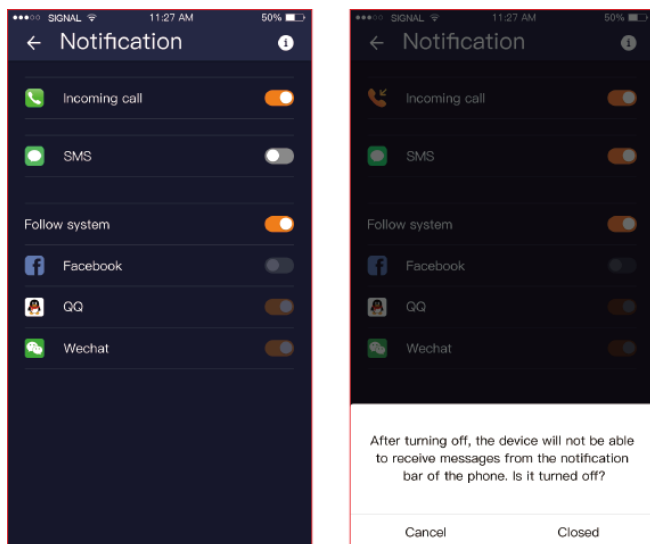 ●●●○○ SIGNAL 11:27 AM 50%
← Notification i
Incoming call
SMS
Follow system
Facebook
QQ
Wechat
●●●○○ SIGNAL 11:27 AM 50%
← Notification i
Incoming call
SMS
Follow system
Facebook
QQ
Wechat
After turning off, the device will not be able
to receive messages from the notification
bar of the phone. Is it turned off?
Cancel Closed